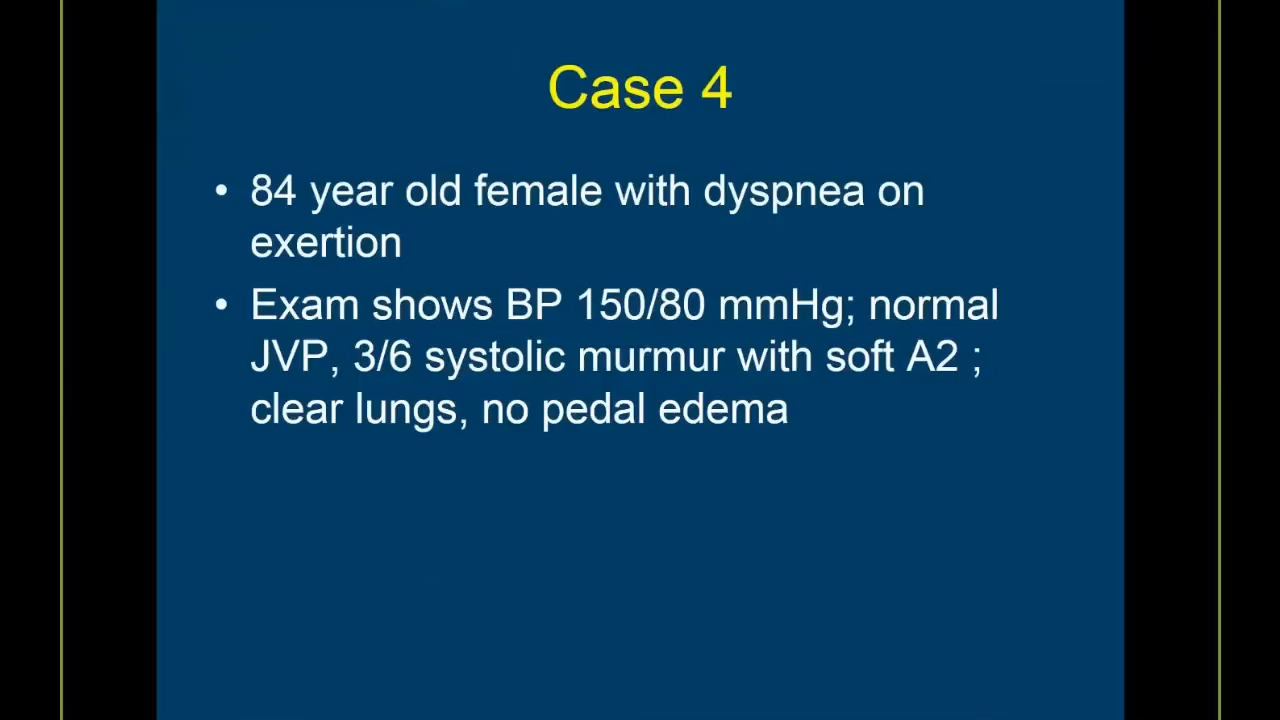 Case 4
• 84 year old female with dyspnea on
exertion
• Exam shows BP 150/80 mmHg; normal
JVP, 3/6 systolic murmur with soft A2 ;
clear lungs, no pedal edema